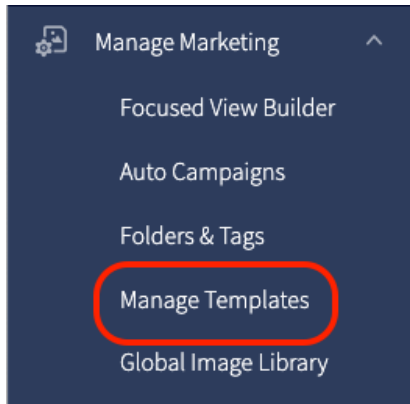 Manage Marketing
Focused View Builder
Auto Campaigns
Folders & Tags
Manage Templates
Global Image Library